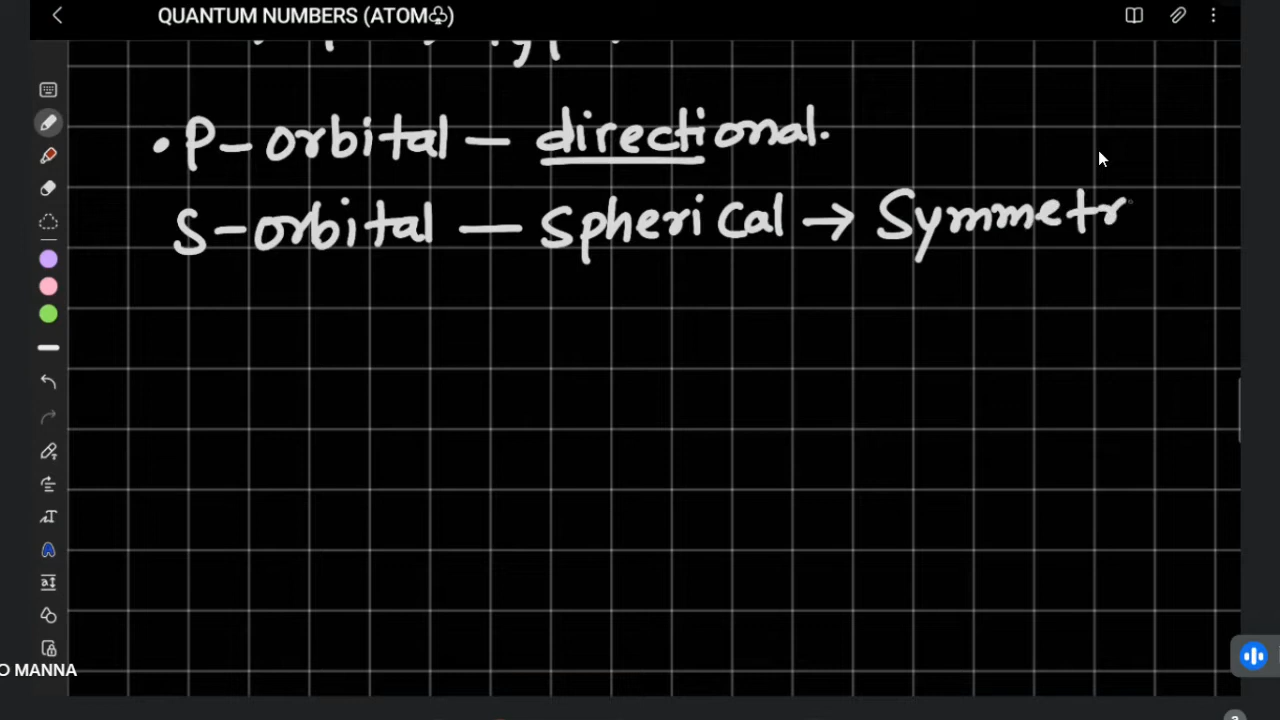 QUANTUM NUMBERS (ATOM♧)
• P- orbital — directional.
S-orbital — Spherical → Symmetr
O MANNA